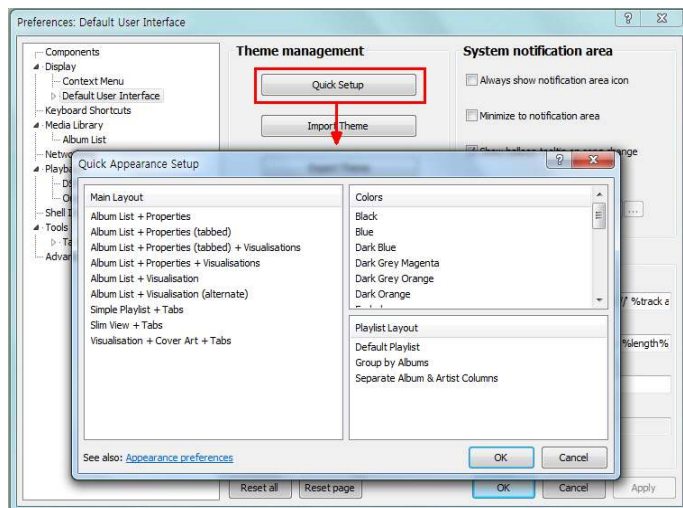 Preferences: Default User Interface
Components
Display
Context Menu
Default User Interface
Keyboard Shortcuts
Media Library
Album List
Shell I
Tools
Theme management
Quick Setup
Import Theme
System notification area
Always show notification area icon
Minimize to notification area
...
Quick Appearance Setup
Main Layout
Album List + Properties
Album List + Properties (tabbed)
Album List + Properties (tabbed) + Visualisations
Album List + Properties + Visualisations
Album List + Visualisation
Album List + Visualisation (alternate)
Simple Playlist + Tabs
Slim View + Tabs
Visualisation + Cover Art + Tabs
Colors
Black
Blue
Dark Blue
Dark Grey Magenta
Dark Grey Orange
Dark Orange
Playlist Layout
Default Playlist
Group by Albums
Separate Album & Artist Columns
See also: Appearance preferences
OK
Cancel
%track a
%length%
Reset all
Reset page
OK
Cancel
Apply